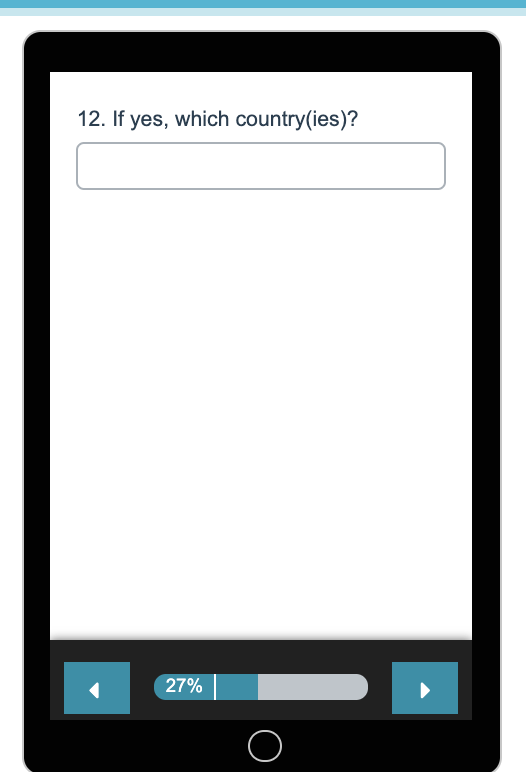 12. If yes, which country(ies)?
27%